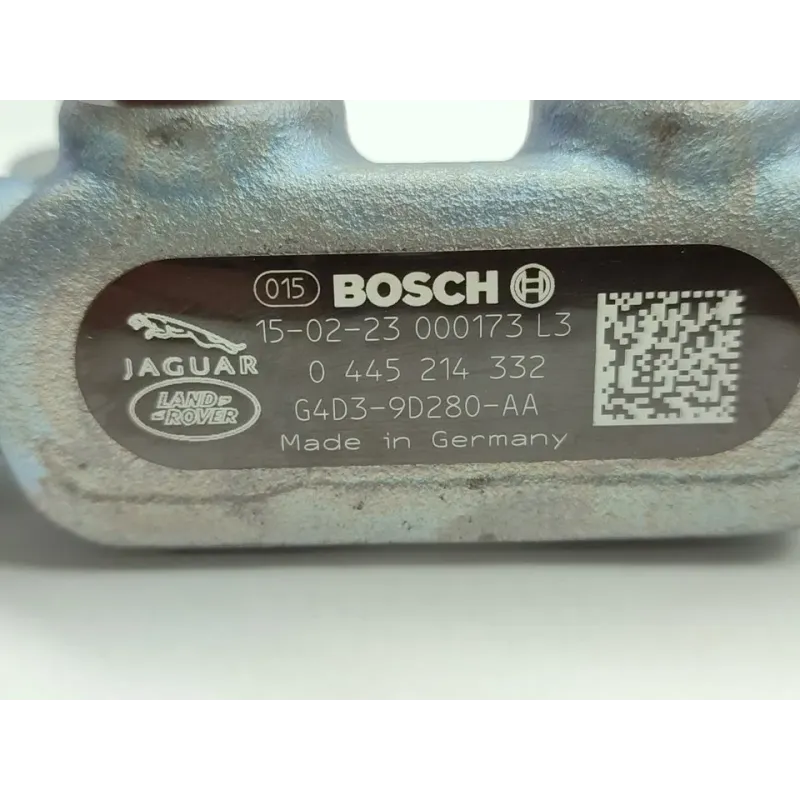 015 BOSCH
15-02-23 000173 L3
JAGUAR
0 445 214 332
LAND-
ROVER
G4D3-9D280-AA
Made in Germany